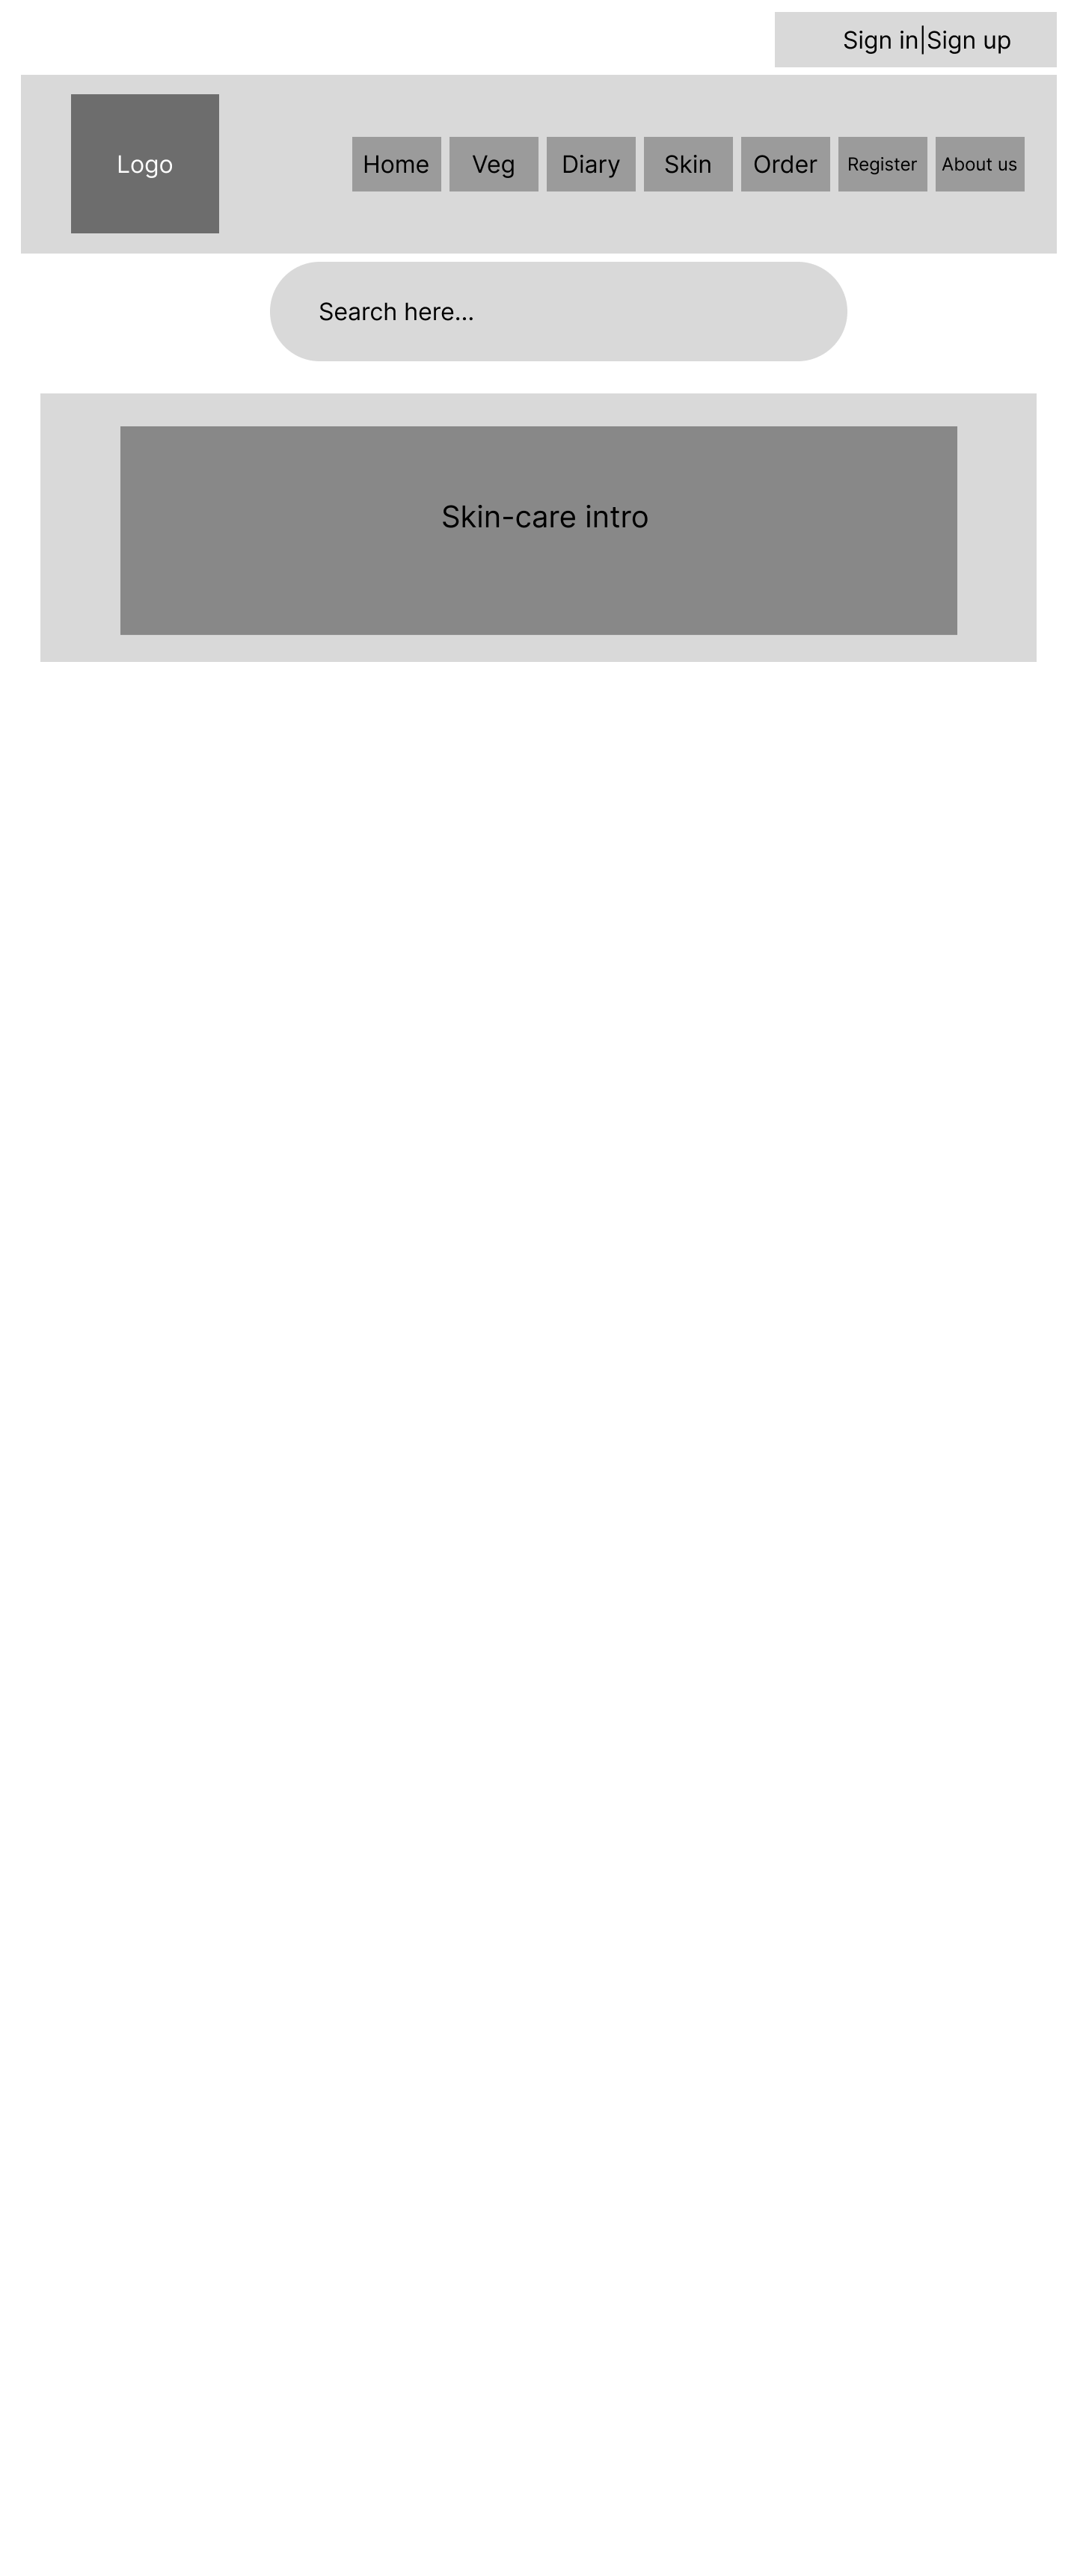 Sign in|Sign up
Logo
Home Veg Diary Skin Order Register About us
Search here...
Skin-care intro